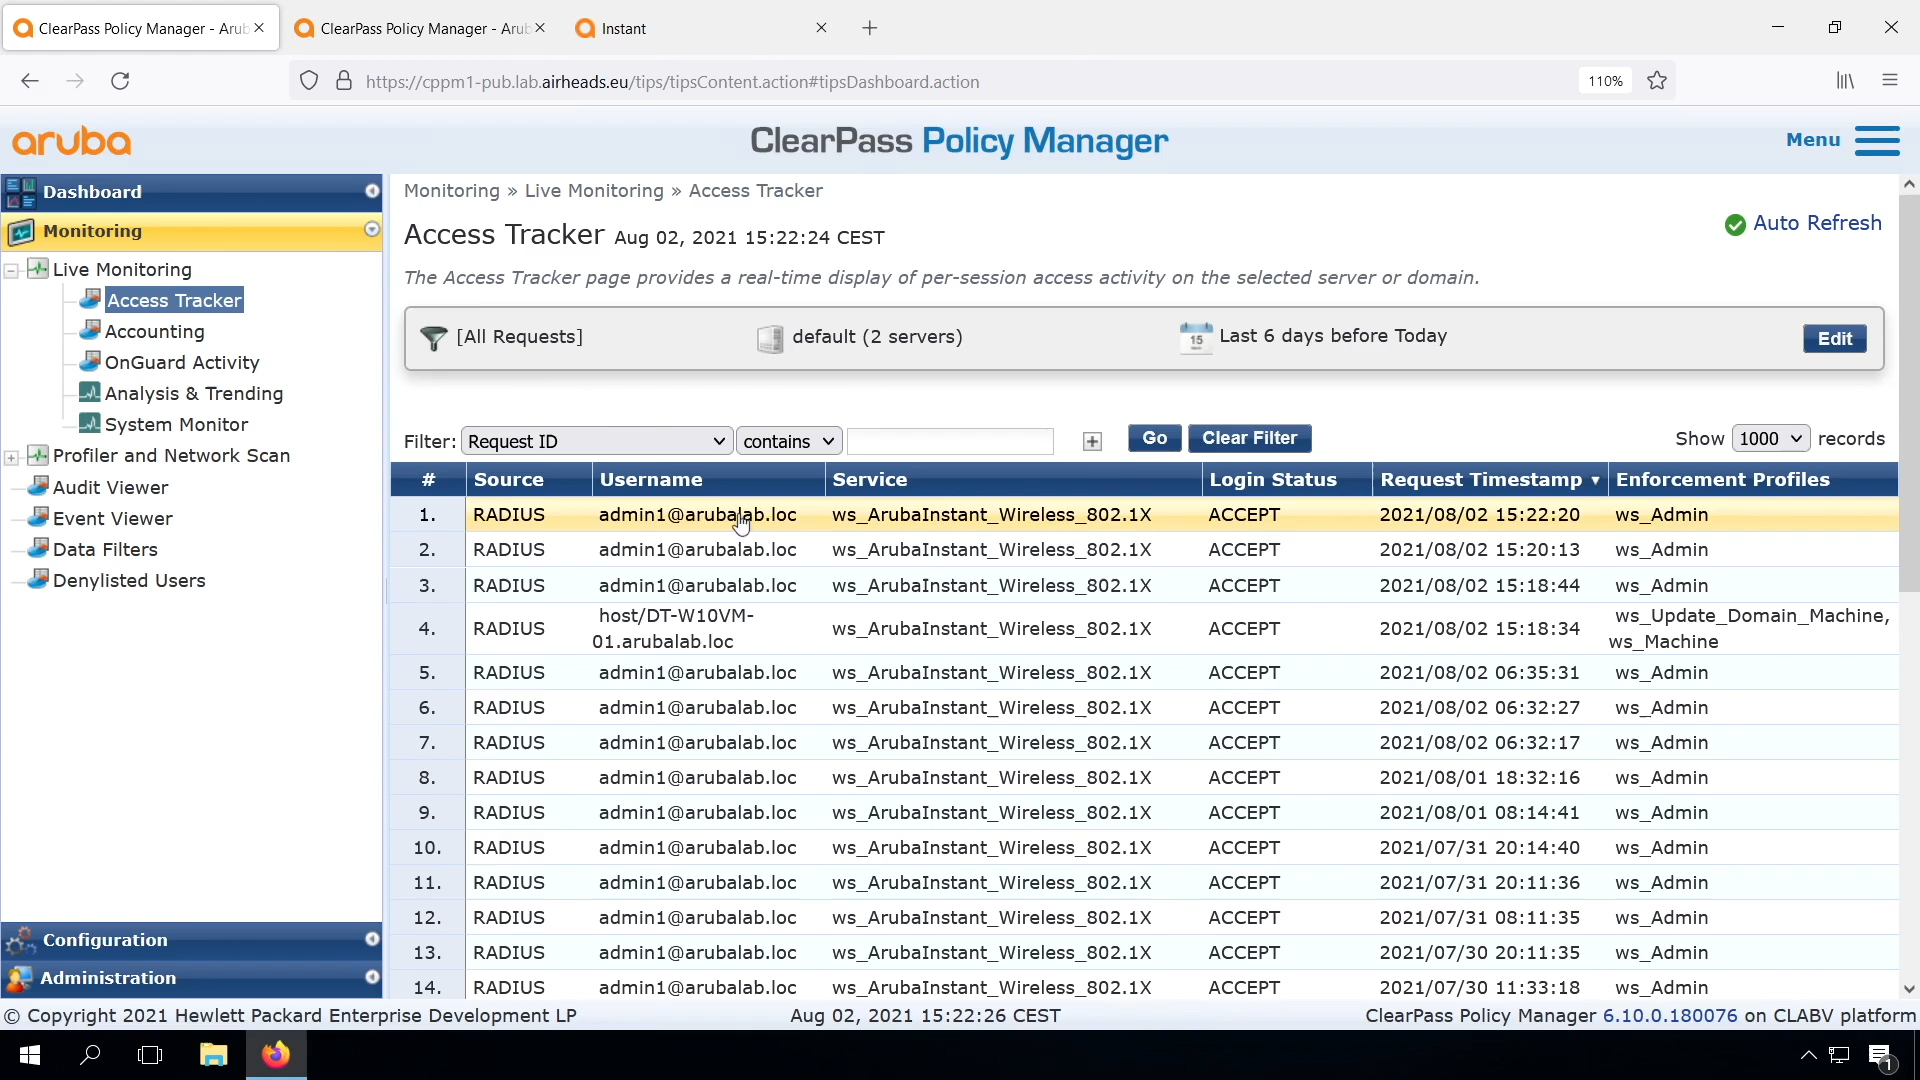 ClearPass Policy Manager - Arub
ClearPass Policy Manager - Arub
Instant
https://cppm1-pub.lab.airheads.eu/tips/tipsContent.action#tipsDashboard.action
110%
aruba
ClearPass Policy Manager
Menu
Dashboard
Monitoring
Live Monitoring
Access Tracker
Accounting
OnGuard Activity
Analysis & Trending
System Monitor
Profiler and Network Scan
Audit Viewer
Event Viewer
Data Filters
Denylisted Users
Configuration
Administration
Monitoring » Live Monitoring » Access Tracker
Access Tracker Aug 02, 2021 15:22:24 CEST
Auto Refresh
The Access Tracker page provides a real-time display of per-session access activity on the selected server or domain.
[All Requests]
default (2 servers)
15
Last 6 days before Today
Edit
Filter: Request ID contains + Go Clear Filter Show 1000 records
# Source Username Service Login Status Request Timestamp ▼ Enforcement Profiles
1. RADIUS admin1@arubalab.loc ws_ArubaInstant_Wireless_802.1X ACCEPT 2021/08/02 15:22:20 ws_Admin
2. RADIUS admin1@arubalab.loc ws_ArubaInstant_Wireless_802.1X ACCEPT 2021/08/02 15:20:13 ws_Admin
3. RADIUS admin1@arubalab.loc ws_ArubaInstant_Wireless_802.1X ACCEPT 2021/08/02 15:18:44 ws_Admin
4. RADIUS host/DT-W10VM-
01.arubalab.loc ws_ArubaInstant_Wireless_802.1X ACCEPT 2021/08/02 15:18:34 ws_Update_Domain_Machine,
ws_Machine
5. RADIUS admin1@arubalab.loc ws_ArubaInstant_Wireless_802.1X ACCEPT 2021/08/02 06:35:31 ws_Admin
6. RADIUS admin1@arubalab.loc ws_ArubaInstant_Wireless_802.1X ACCEPT 2021/08/02 06:32:27 ws_Admin
7. RADIUS admin1@arubalab.loc ws_ArubaInstant_Wireless_802.1X ACCEPT 2021/08/02 06:32:17 ws_Admin
8. RADIUS admin1@arubalab.loc ws_ArubaInstant_Wireless_802.1X ACCEPT 2021/08/01 18:32:16 ws_Admin
9. RADIUS admin1@arubalab.loc ws_ArubaInstant_Wireless_802.1X ACCEPT 2021/08/01 08:14:41 ws_Admin
10. RADIUS admin1@arubalab.loc ws_ArubaInstant_Wireless_802.1X ACCEPT 2021/07/31 20:14:40 ws_Admin
11. RADIUS admin1@arubalab.loc ws_ArubaInstant_Wireless_802.1X ACCEPT 2021/07/31 20:11:36 ws_Admin
12. RADIUS admin1@arubalab.loc ws_ArubaInstant_Wireless_802.1X ACCEPT 2021/07/31 08:11:35 ws_Admin
13. RADIUS admin1@arubalab.loc ws_ArubaInstant_Wireless_802.1X ACCEPT 2021/07/30 20:11:35 ws_Admin
14. RADIUS admin1@arubalab.loc ws_ArubaInstant_Wireless_802.1X ACCEPT 2021/07/30 11:33:18 ws_Admin
© Copyright 2021 Hewlett Packard Enterprise Development LP
Aug 02, 2021 15:22:26 CEST
ClearPass Policy Manager 6.10.0.180076 on CLABV platform
1